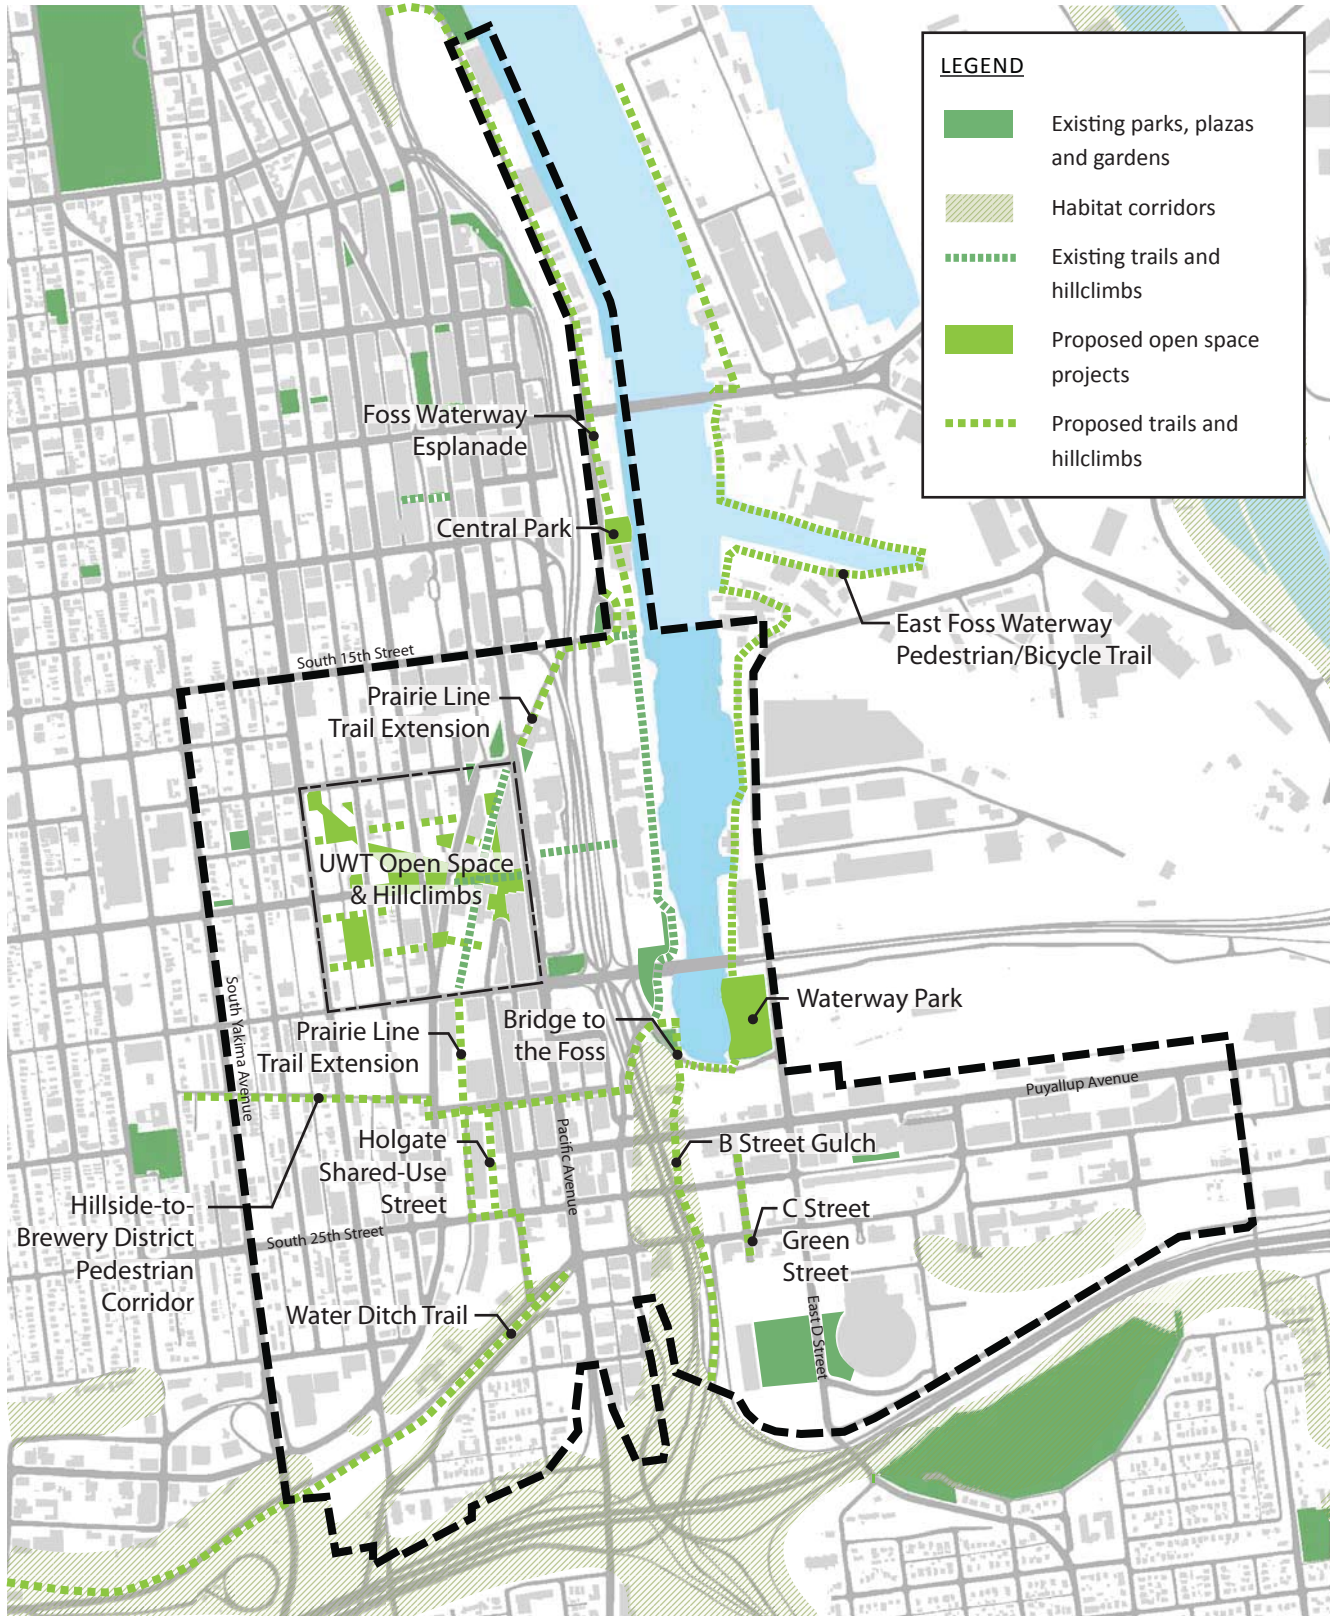 LEGEND
Existing parks, plazas
and gardens
Habitat corridors
Existing trails and
hillclimbs
Proposed open space
projects
Proposed trails and
hillclimbs
Foss Waterway
Esplanade
Central Park
East Foss Waterway
Pedestrian/Bicycle Trail
South 15th Street
Prairie Line
Trail Extension
UWT Open Space
& Hillclimbs
South Yakima Avenue
Waterway Park
Bridge to
the Foss
Prairie Line
Trail Extension
Puyallup Avenue
Pacific Avenue
Holgate
Shared-Use
Street
B Street Gulch
Hillside-to-
Brewery District
Pedestrian
Corridor
South 25th Street
C Street
Green
Street
Water Ditch Trail
East D Street